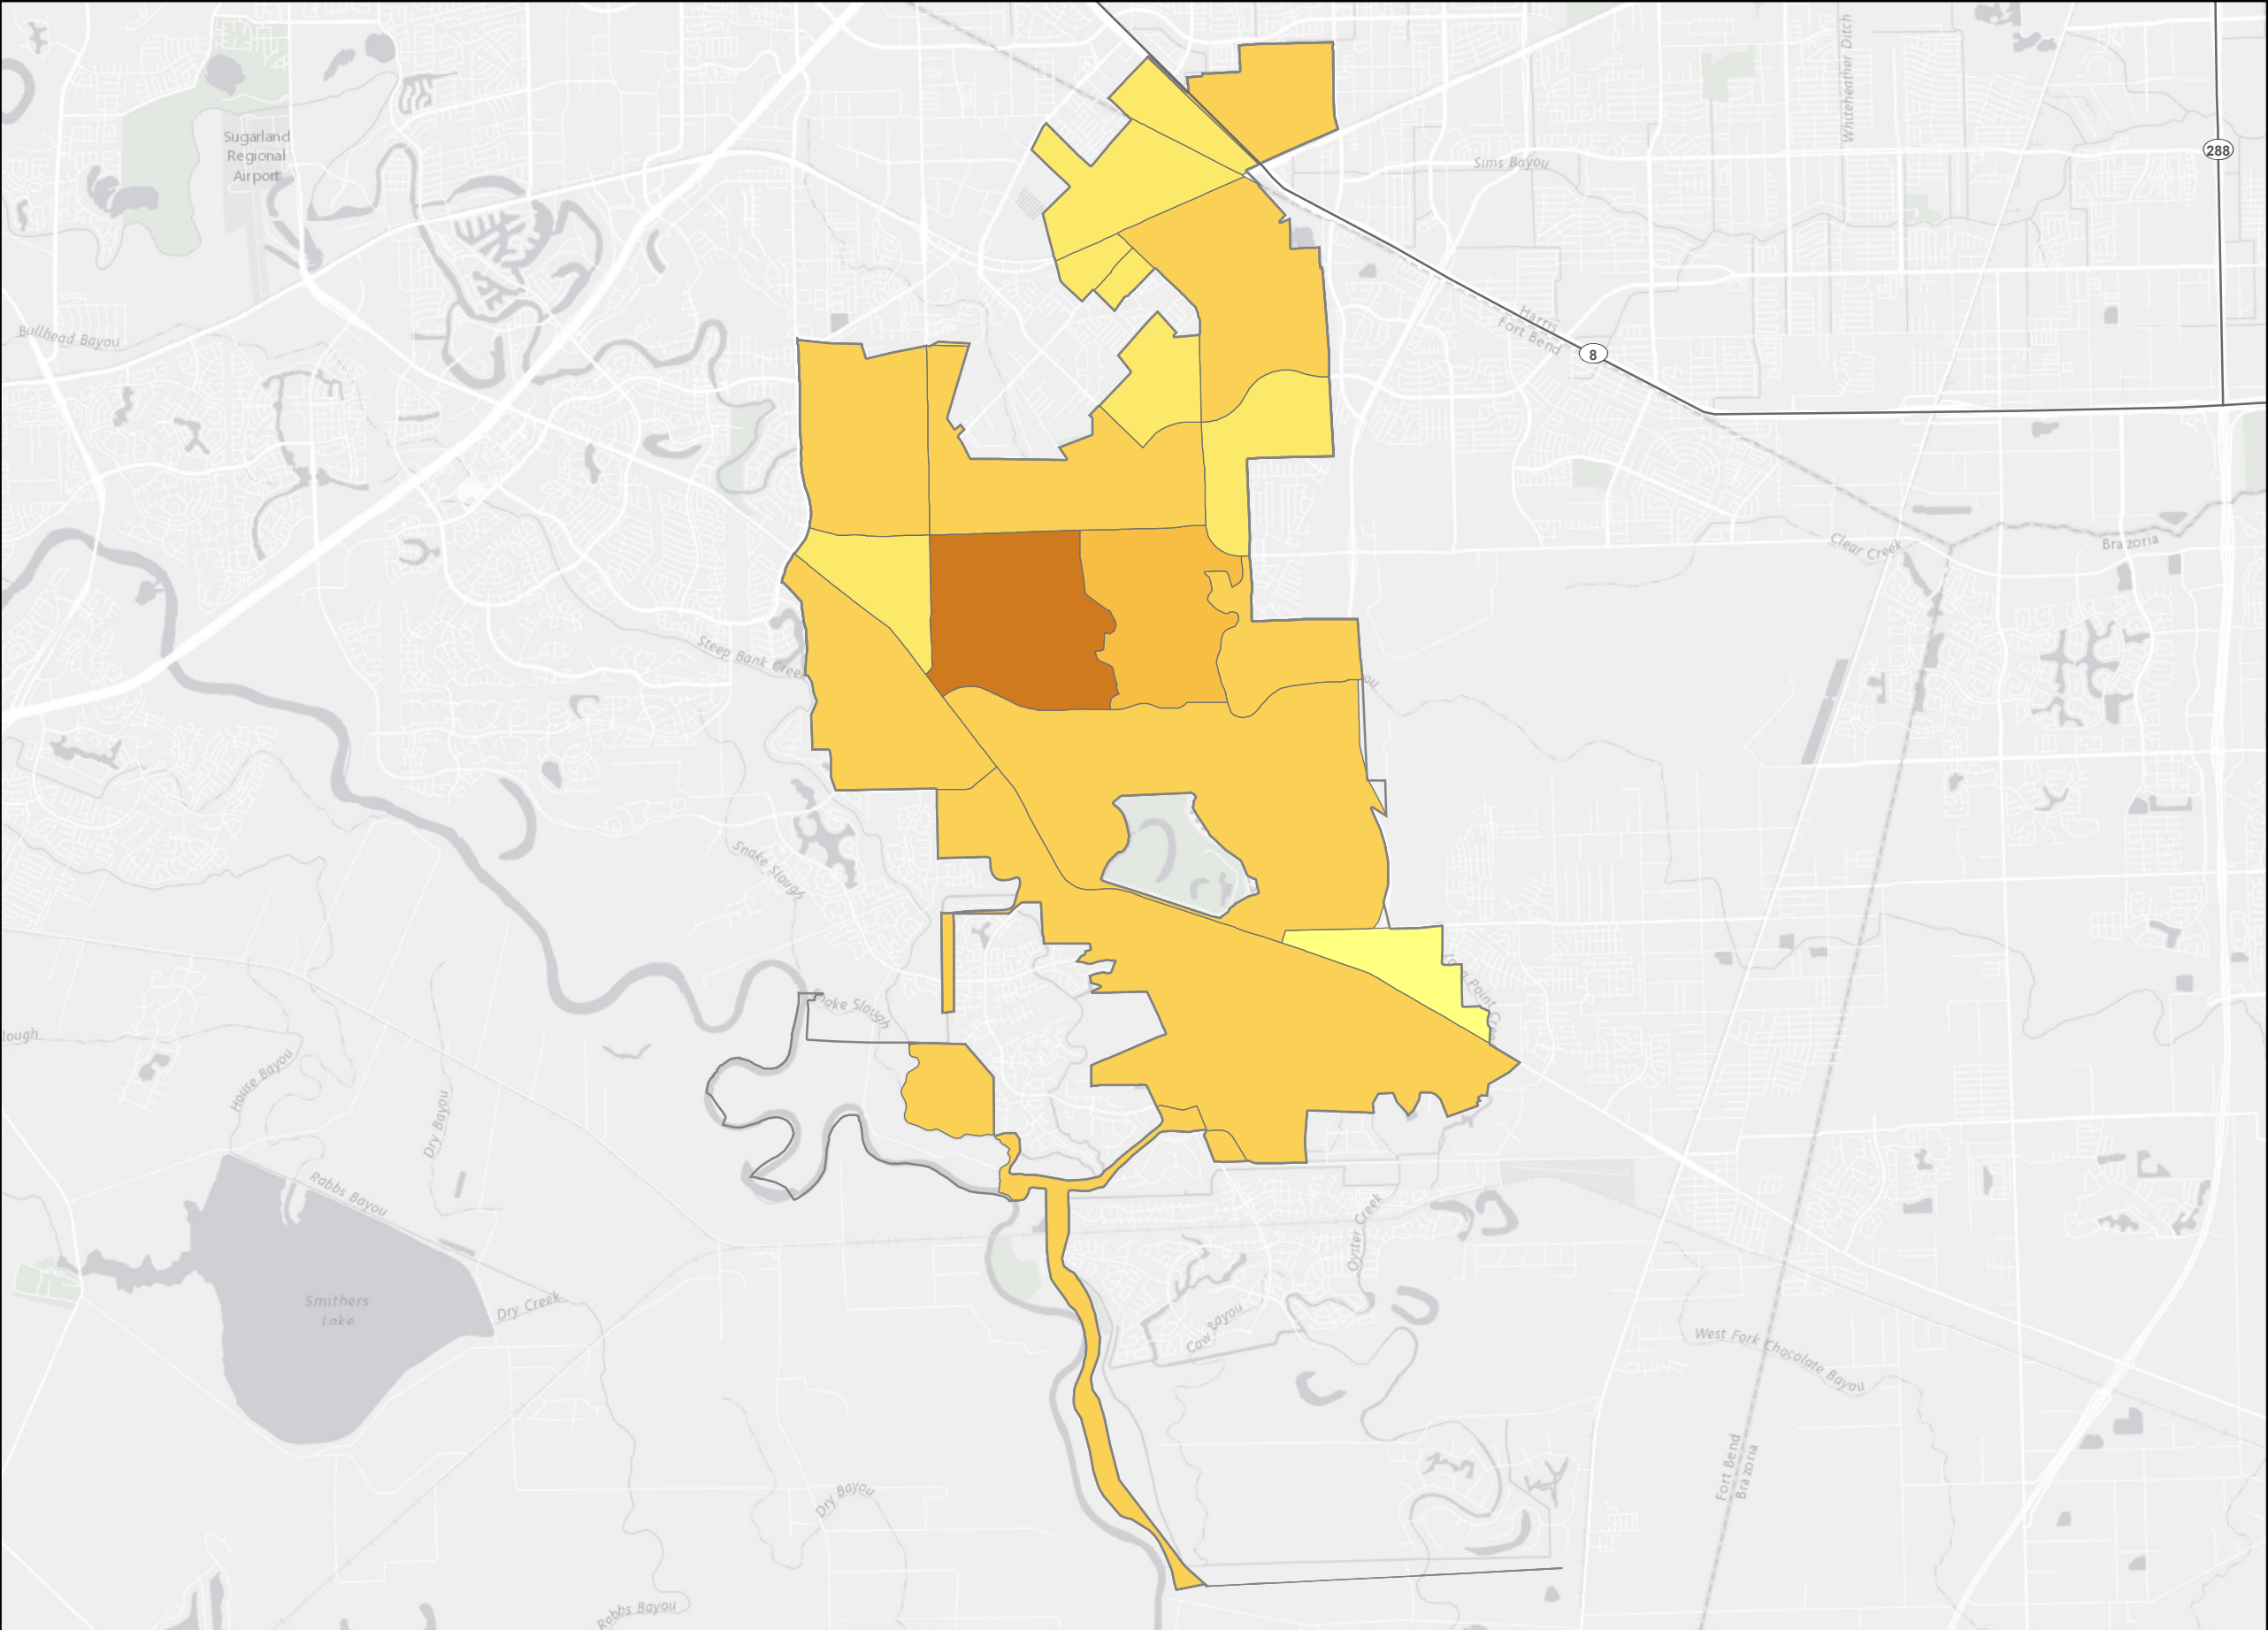 Whiteheather Ditch
Sugarland
Regional
Airport
288
Sims Bayou
Bullhead Bayou
Harris
Fort Bend
8
Clear Creek
Brazoria
Steep Bank Creek
Snake Slough
Snake Slough
House Bayou
Dry Bayou
Rabbs Bayou
Oyster Creek
Smithers
Lake
Dry Creek
Cow Bayou
West Fork Chocolate Bayou
Fort Bend
Brazoria
Dry Bayou
Rabbs Bayou